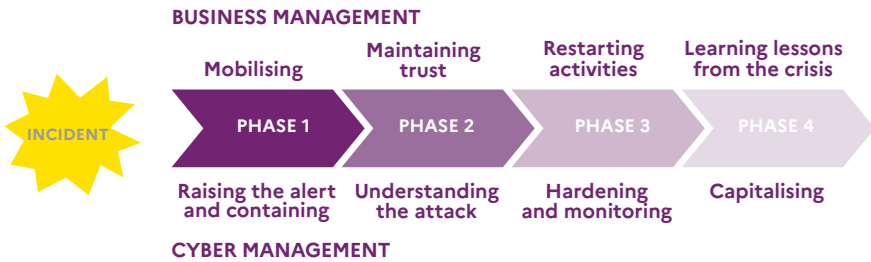 BUSINESS MANAGEMENT
Mobilising
Maintaining
trust
Restarting
activities
Learning lessons
from the crisis
INCIDENT
PHASE 1
PHASE 2
PHASE 3
PHASE 4
Raising the alert
and containing
Understanding
the attack
Hardening
and monitoring
Capitalising
CYBER MANAGEMENT